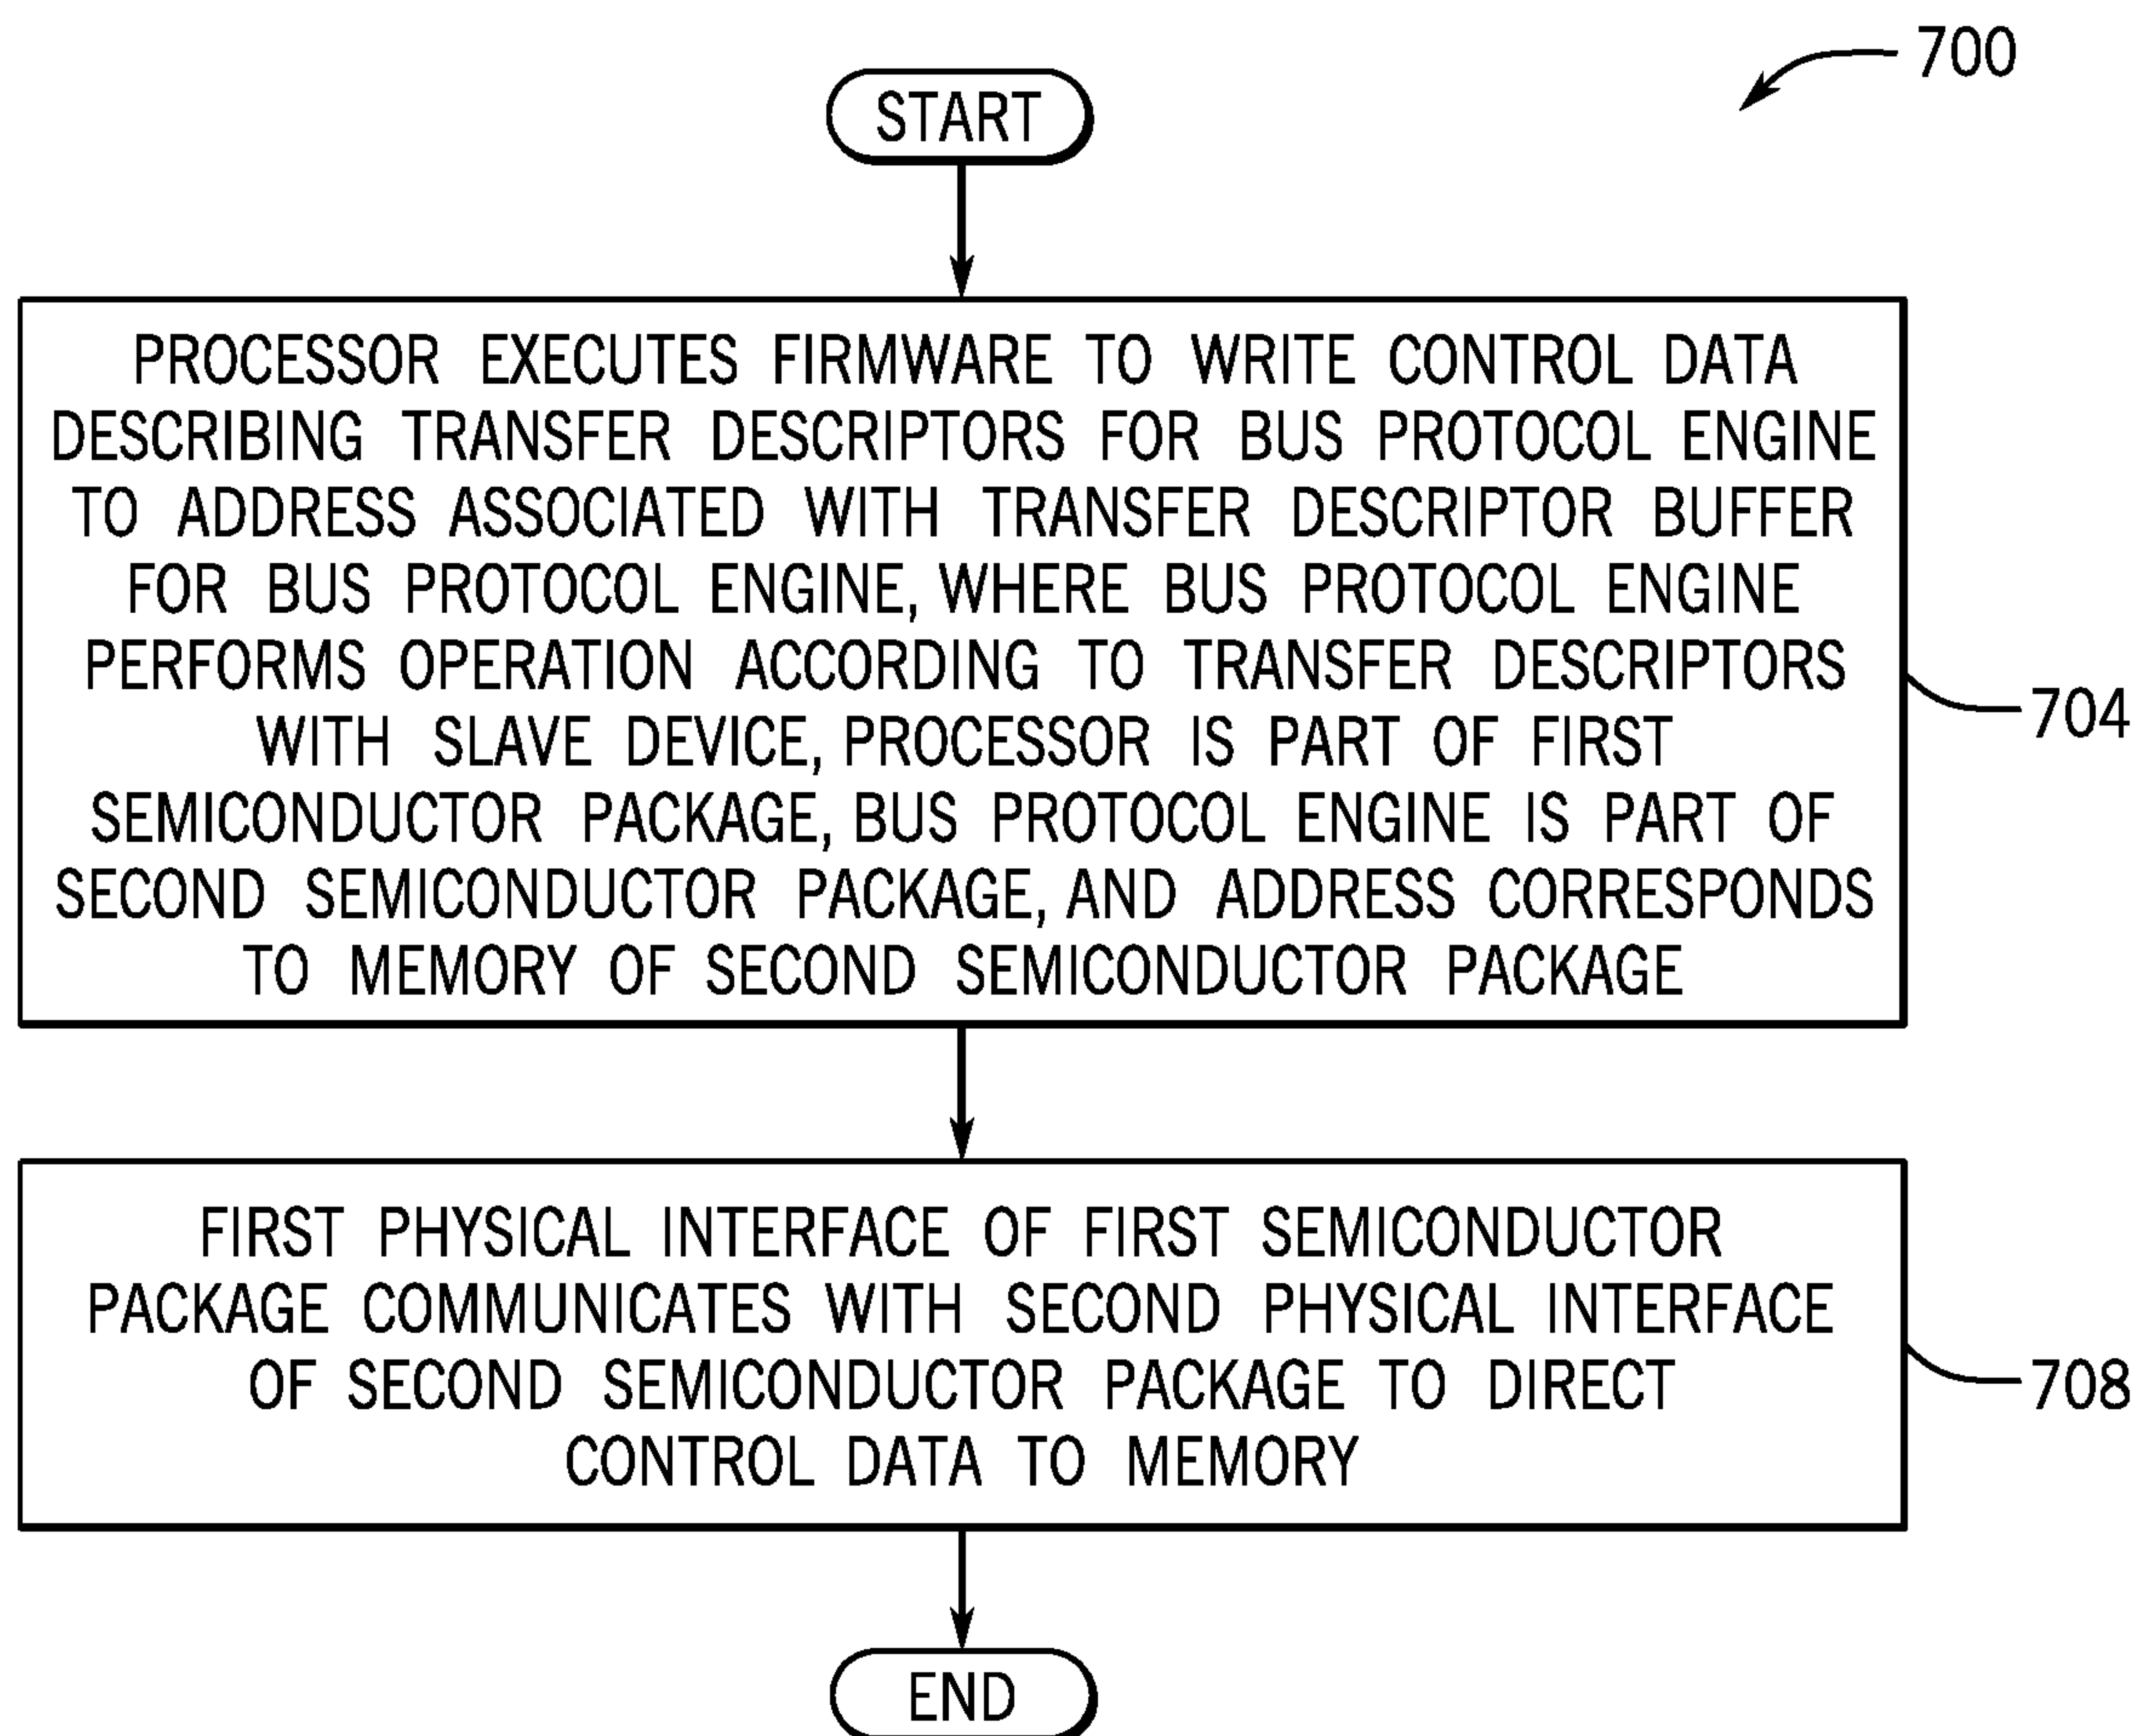 700
START
PROCESSOR EXECUTES FIRMWARE TO WRITE CONTROL DATA
DESCRIBING TRANSFER DESCRIPTORS FOR BUS PROTOCOL ENGINE
TO ADDRESS ASSOCIATED WITH TRANSFER DESCRIPTOR BUFFER
FOR BUS PROTOCOL ENGINE, WHERE BUS PROTOCOL ENGINE
PERFORMS OPERATION ACCORDING TO TRANSFER DESCRIPTORS
WITH SLAVE DEVICE, PROCESSOR IS PART OF FIRST
SEMICONDUCTOR PACKAGE, BUS PROTOCOL ENGINE IS PART OF
SECOND SEMICONDUCTOR PACKAGE, AND ADDRESS CORRESPONDS
TO MEMORY OF SECOND SEMICONDUCTOR PACKAGE
704
FIRST PHYSICAL INTERFACE OF FIRST SEMICONDUCTOR
PACKAGE COMMUNICATES WITH SECOND PHYSICAL INTERFACE
OF SECOND SEMICONDUCTOR PACKAGE TO DIRECT
CONTROL DATA TO MEMORY
708
END